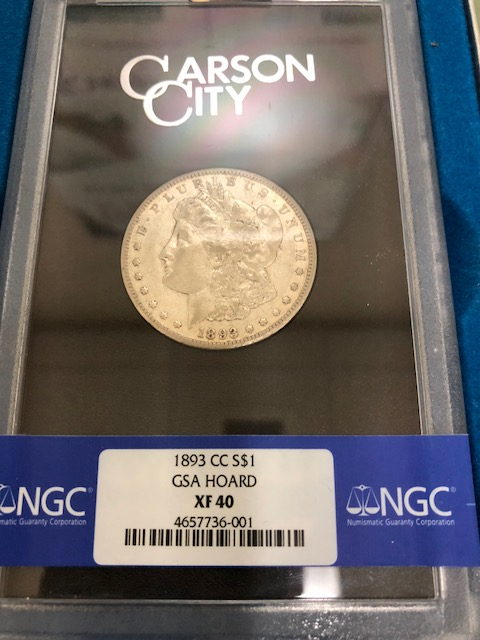 CARSON
CITY
E · PLURIBUS · UNUM
1893
1893 CC S$1
GSA HOARD
XF 40
4657736-001
NGC®
Numismatic Guaranty Corporation
NGC®
Numismatic Guaranty Corporation